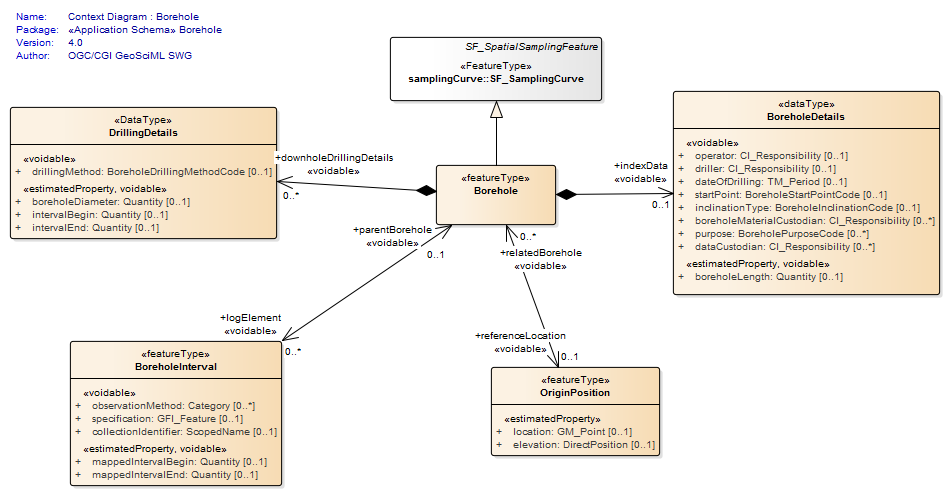 Name: Context Diagram : Borehole
Package: «Application Schema» Borehole
Version: 4.0
Author: OGC/CGI GeoSciML SWG
SF_SpatialSamplingFeature
«FeatureType»
samplingCurve::SF_SamplingCurve
«DataType»
DrillingDetails
«voidable»
+ drillingMethod: BoreholeDrillingMethodCode [0..1]
«estimatedProperty, voidable»
+ boreholeDiameter: Quantity [0..1]
+ intervalBegin: Quantity [0..1]
+ intervalEnd: Quantity [0..1]
+downholeDrillingDetails
«voidable»
0..*
«featureType»
Borehole
+indexData
«voidable»
0..1
«dataType»
BoreholeDetails
«voidable»
+ operator: CI_Responsibility [0..1]
+ driller: CI_Responsibility [0..1]
+ dateOfDrilling: TM_Period [0..1]
+ startPoint: BoreholeStartPointCode [0..1]
+ inclinationType: BoreholeInclinationCode [0..1]
+ boreholeMaterialCustodian: CI_Responsibility [0..*]
+ purpose: BoreholePurposeCode [0..*]
+ dataCustodian: CI_Responsibility [0..*]
«estimatedProperty, voidable»
+ boreholeLength: Quantity [0..1]
+parentBorehole
«voidable»
0..1
0..*
+relatedBorehole
«voidable»
+logElement
«voidable»
0..*
+referenceLocation
«voidable»
0..1
«featureType»
BoreholeInterval
«voidable»
+ observationMethod: Category [0..*]
+ specification: GFI_Feature [0..1]
+ collectionIdentifier: ScopedName [0..1]
«estimatedProperty, voidable»
+ mappedIntervalBegin: Quantity [0..1]
+ mappedIntervalEnd: Quantity [0..1]
«featureType»
OriginPosition
«estimatedProperty»
+ location: GM_Point [0..1]
+ elevation: DirectPosition [0..1]